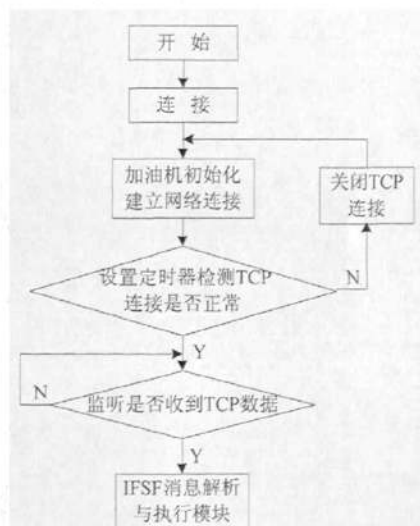 开 始
连 接
加油机初始化
建立网络连接
关闭TCP
连接
设置定时器检测TCP
连接是否正常
N
Y
N
监听是否收到TCP数据
Y
IFSF消息解析
与执行模块